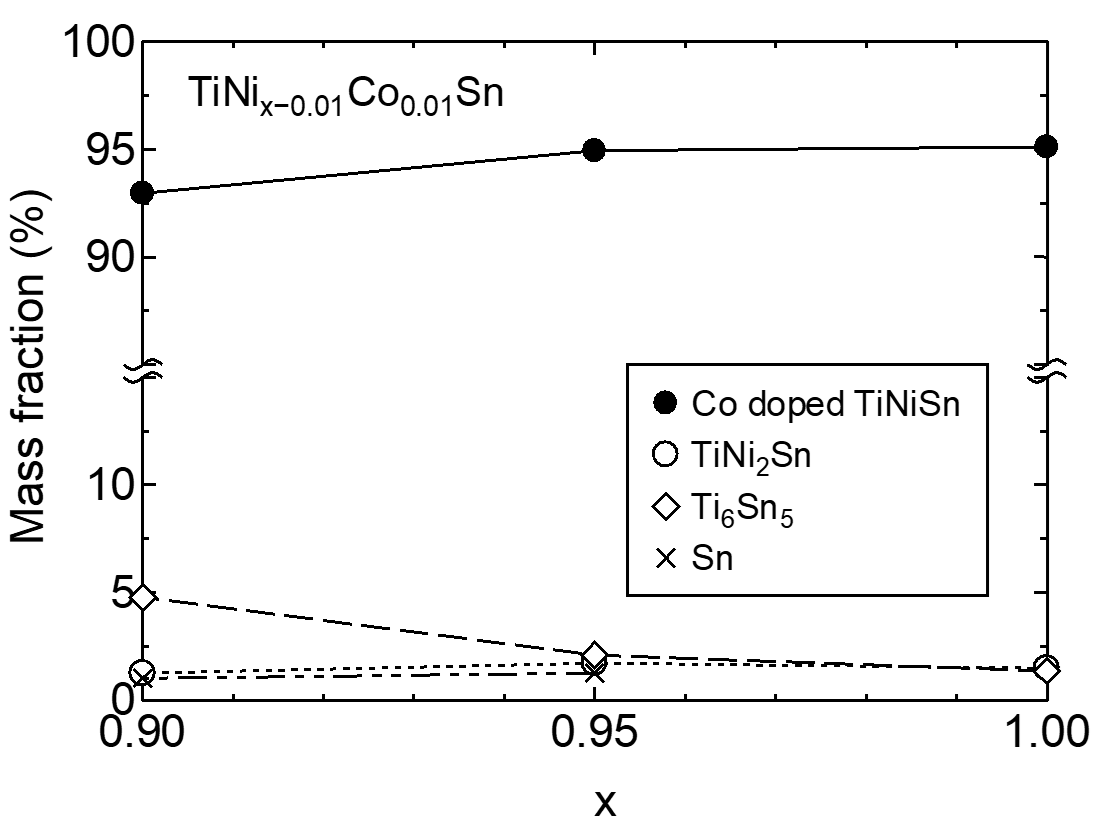 100
TiNiₓ₋₀.₀₁Co₀.₀₁Sn
95
90
Mass fraction (%)
Co doped TiNiSn
TiNi₂Sn
10
Ti₆Sn₅
Sn
5
0
0.90 0.95 1.00
x